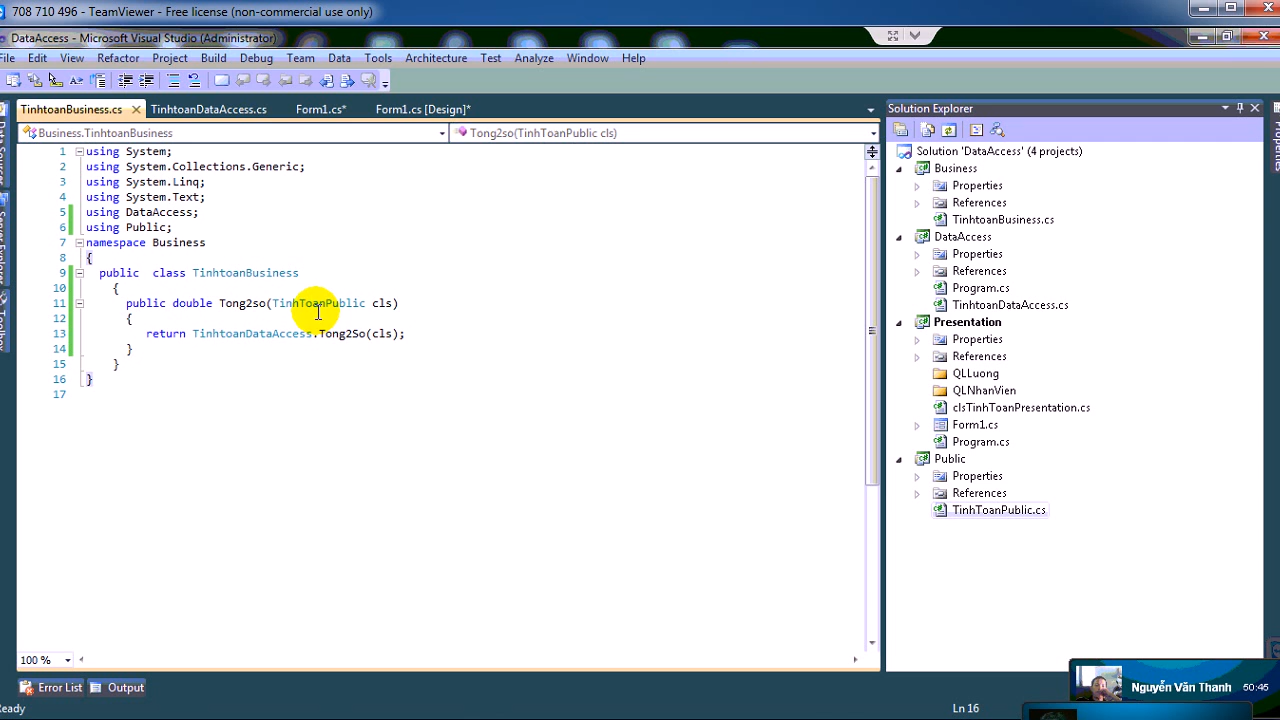 708 710 496 - TeamViewer - Free license (non-commercial use only)
DataAccess - Microsoft Visual Studio (Administrator)
File Edit View Refactor Project Build Debug Team Data Tools Architecture Test Analyze Window Help
TinhtoanBusiness.cs TinhtoanDataAccess.cs Form1.cs* Form1.cs [Design]*
Business.TinhtoanBusiness Tong2so(TinhToanPublic cls)
1 using System;
2 using System.Collections.Generic;
3 using System.Linq;
4 using System.Text;
5 using DataAccess;
6 using Public;
7 namespace Business
8 {
9 public class TinhtoanBusiness
10 {
11 public double Tong2so(TinhToanPublic cls)
12 {
13 return TinhtoanDataAccess.Tong2So(cls);
14 }
15 }
16 }
17
100 %
Error List Output
Ready Ln 16
Solution Explorer
Solution 'DataAccess' (4 projects)
Business
Properties
References
TinhtoanBusiness.cs
DataAccess
Properties
References
Program.cs
TinhtoanDataAccess.cs
Presentation
Properties
References
QLLuong
QLNhanVien
clsTinhToanPresentation.cs
Form1.cs
Program.cs
Public
Properties
References
TinhToanPublic.cs
Data Sources
Server Explorer
Toolbox
Properties
Nguyễn Văn Thanh 50:45